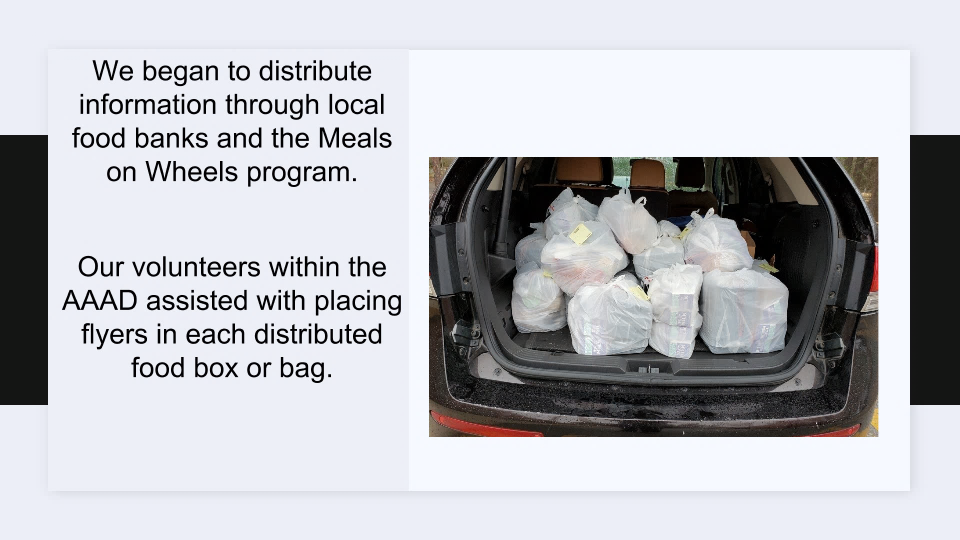 We began to distribute
information through local
food banks and the Meals
on Wheels program.
Our volunteers within the
AAAD assisted with placing
flyers in each distributed
food box or bag.